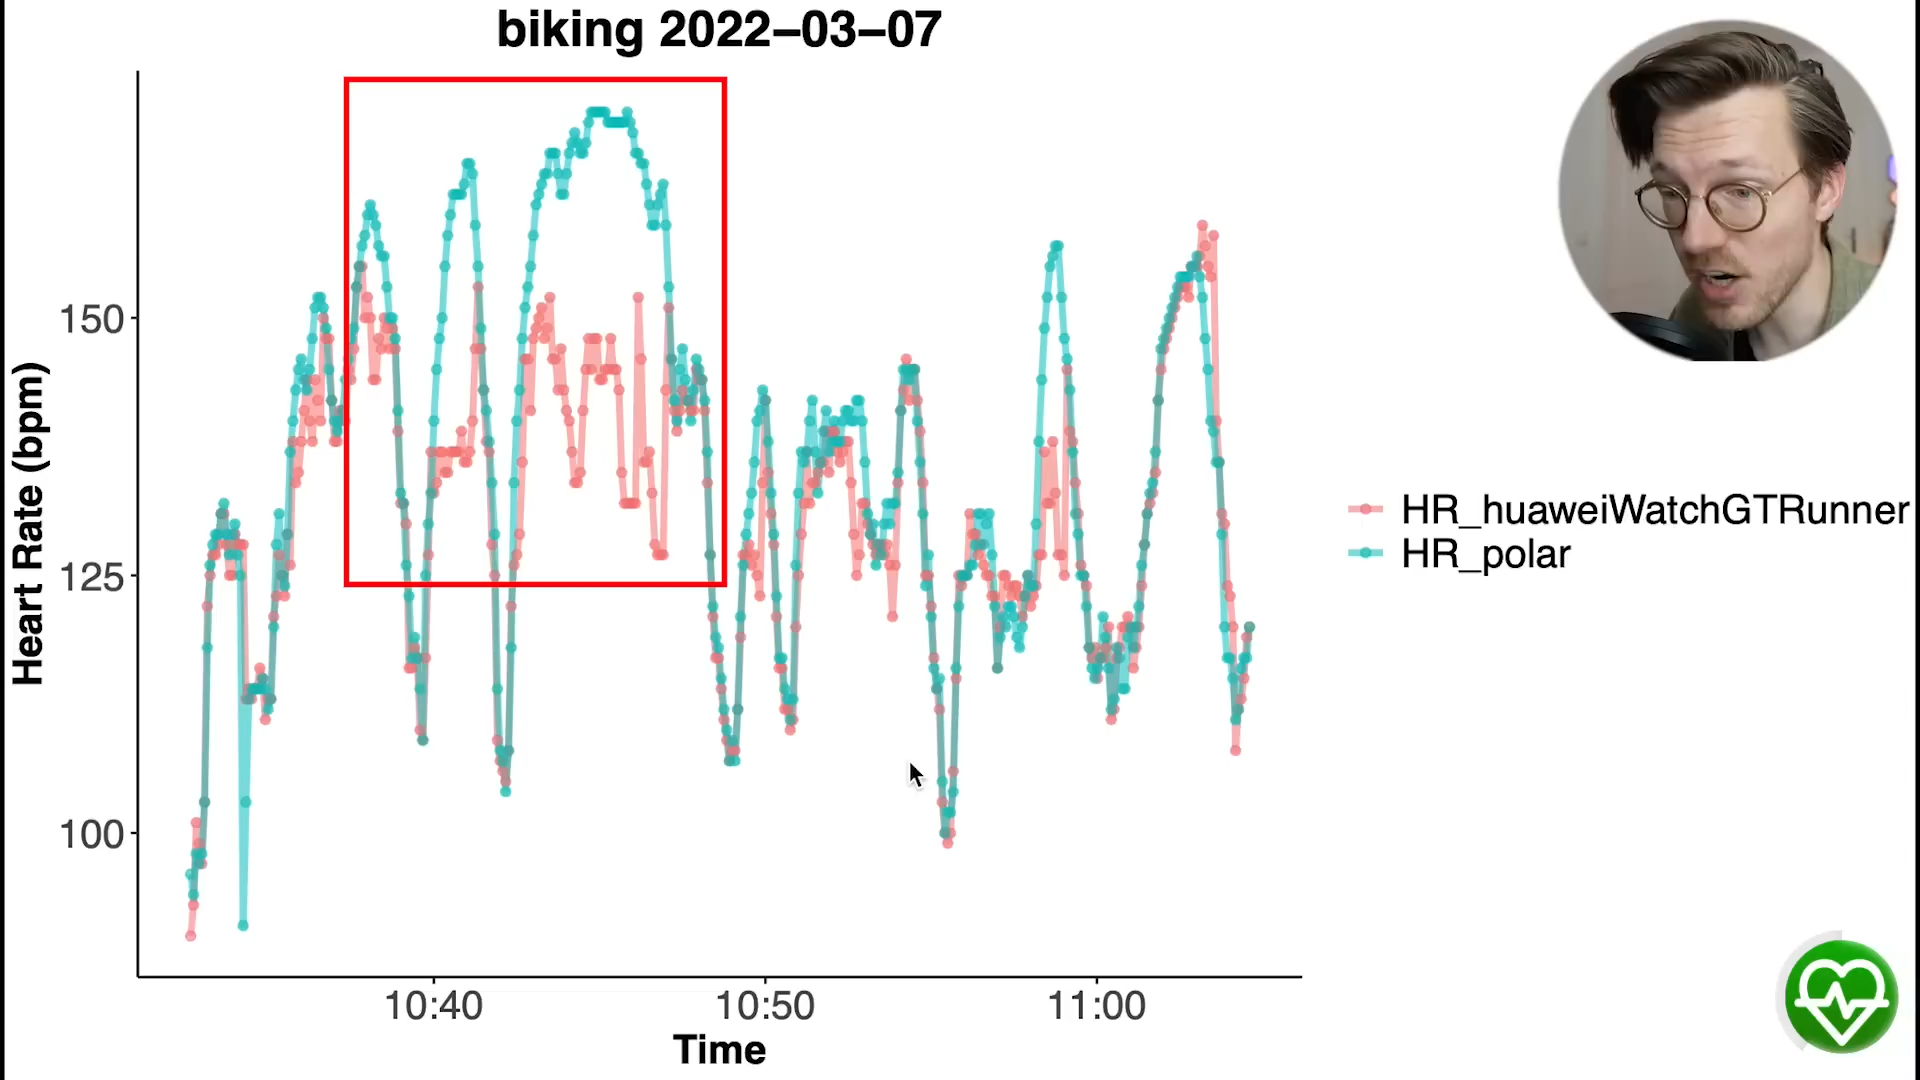 biking 2022–03–07
Heart Rate (bpm)
150
125
100
10:40
10:50
11:00
Time
HR_huaweiWatchGTRunner
HR_polar